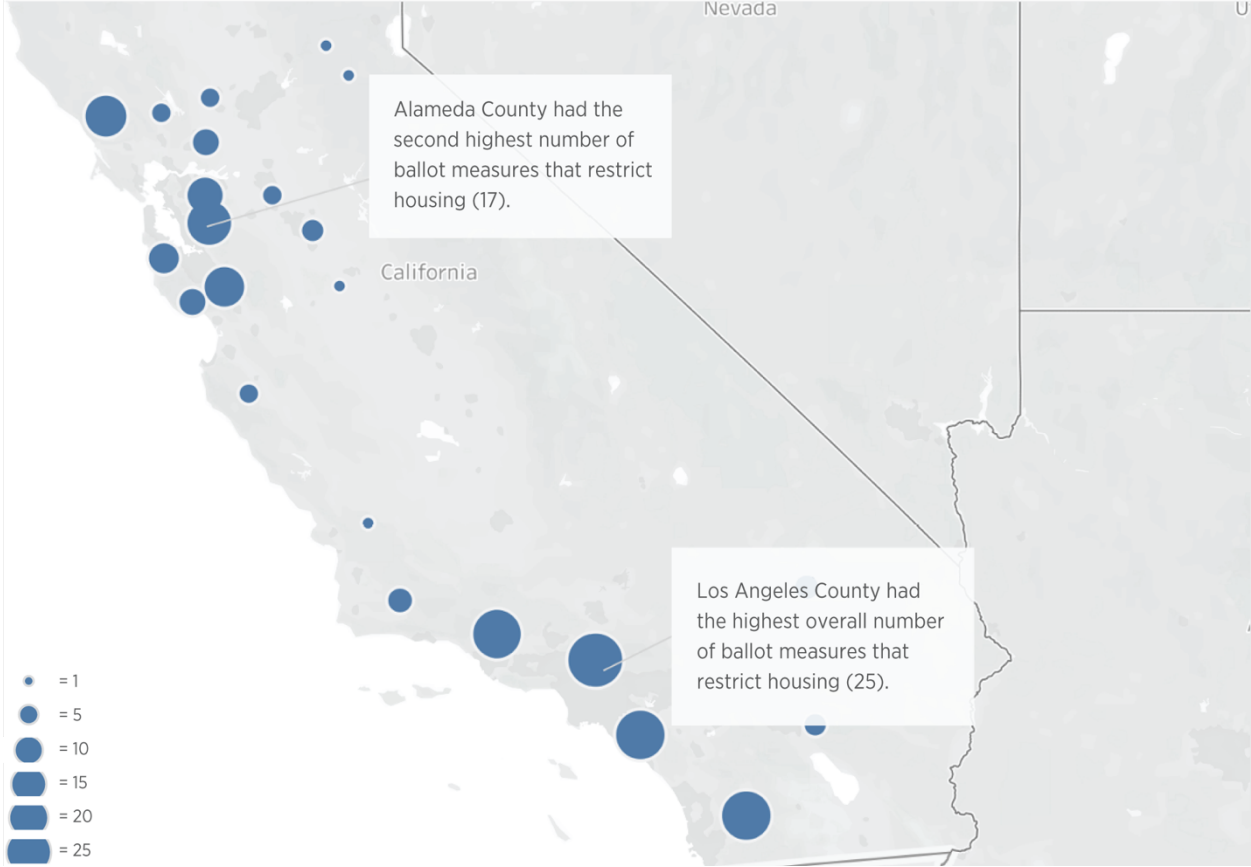 Nevada
U
Alameda County had the
second highest number of
ballot measures that restrict
housing (17).
California
Los Angeles County had
the highest overall number
of ballot measures that
restrict housing (25).
= 1
= 5
= 10
= 15
= 20
= 25